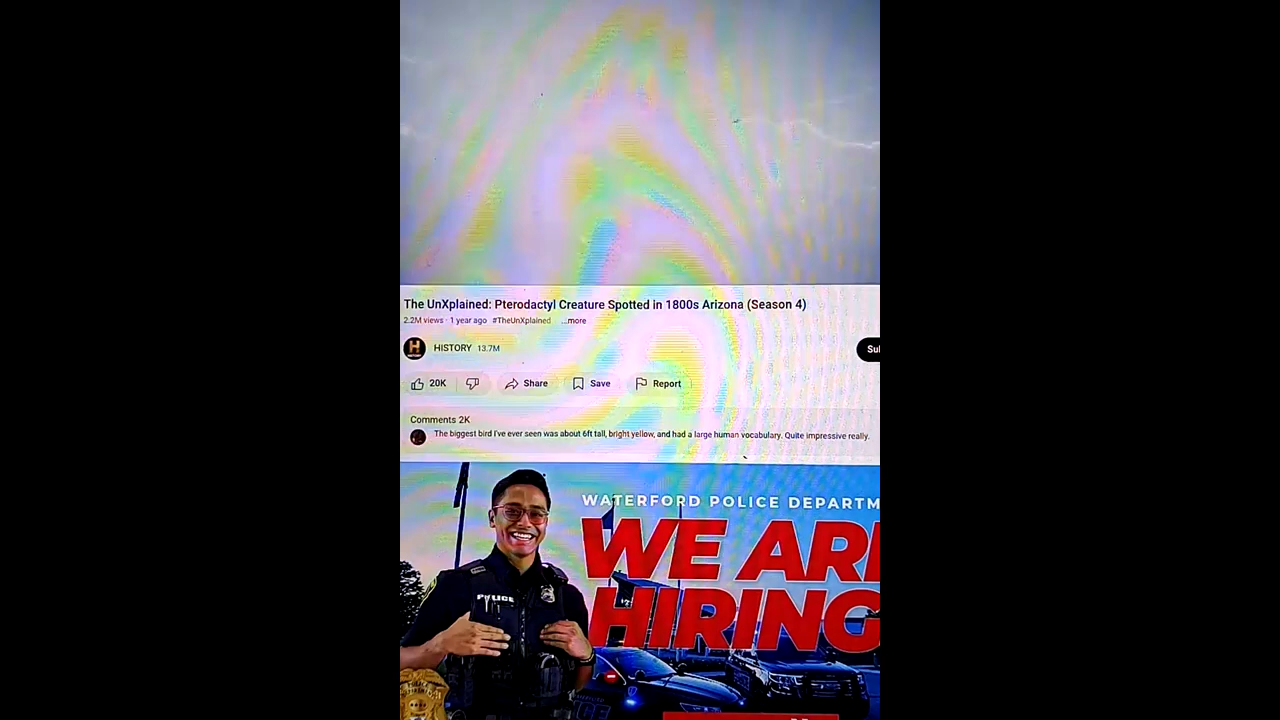 The UnXplained: Pterodactyl Creature Spotted in 1800s Arizona (Season 4)
2.2M views · 1 year ago #TheUnXplained ...more
HISTORY 13.7M
Sul
20K Share Save Report
Comments 2K
The biggest bird I've ever seen was about 6ft tall, bright yellow, and had a large human vocabulary. Quite impressive really.
WATERFORD POLICE DEPARTM
WE ARE
HIRING
POLICE